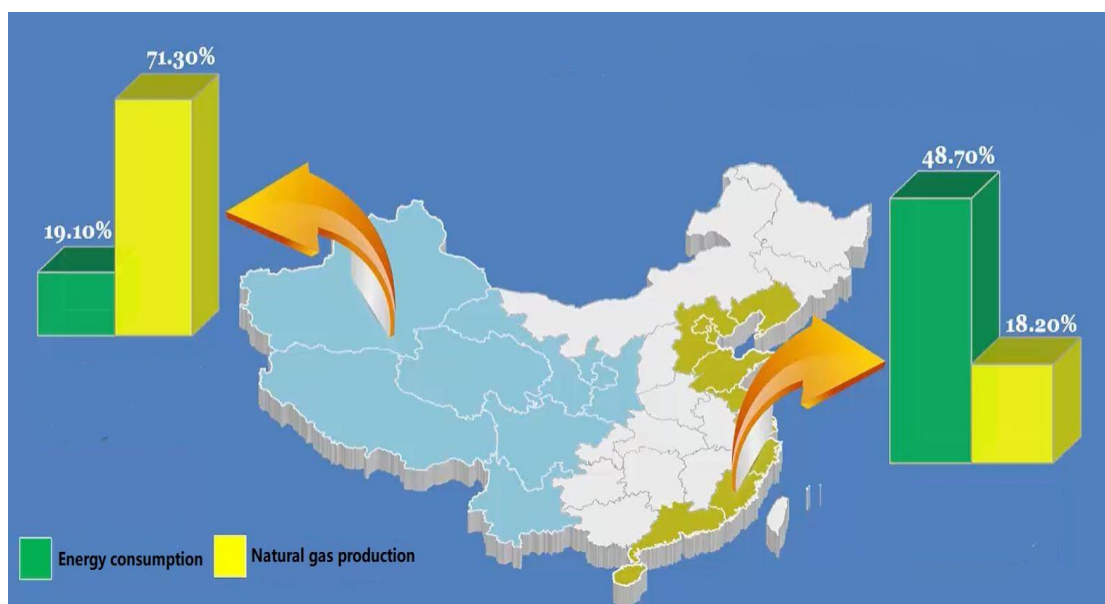 71.30%
19.10%
48.70%
18.20%
Energy consumption
Natural gas production